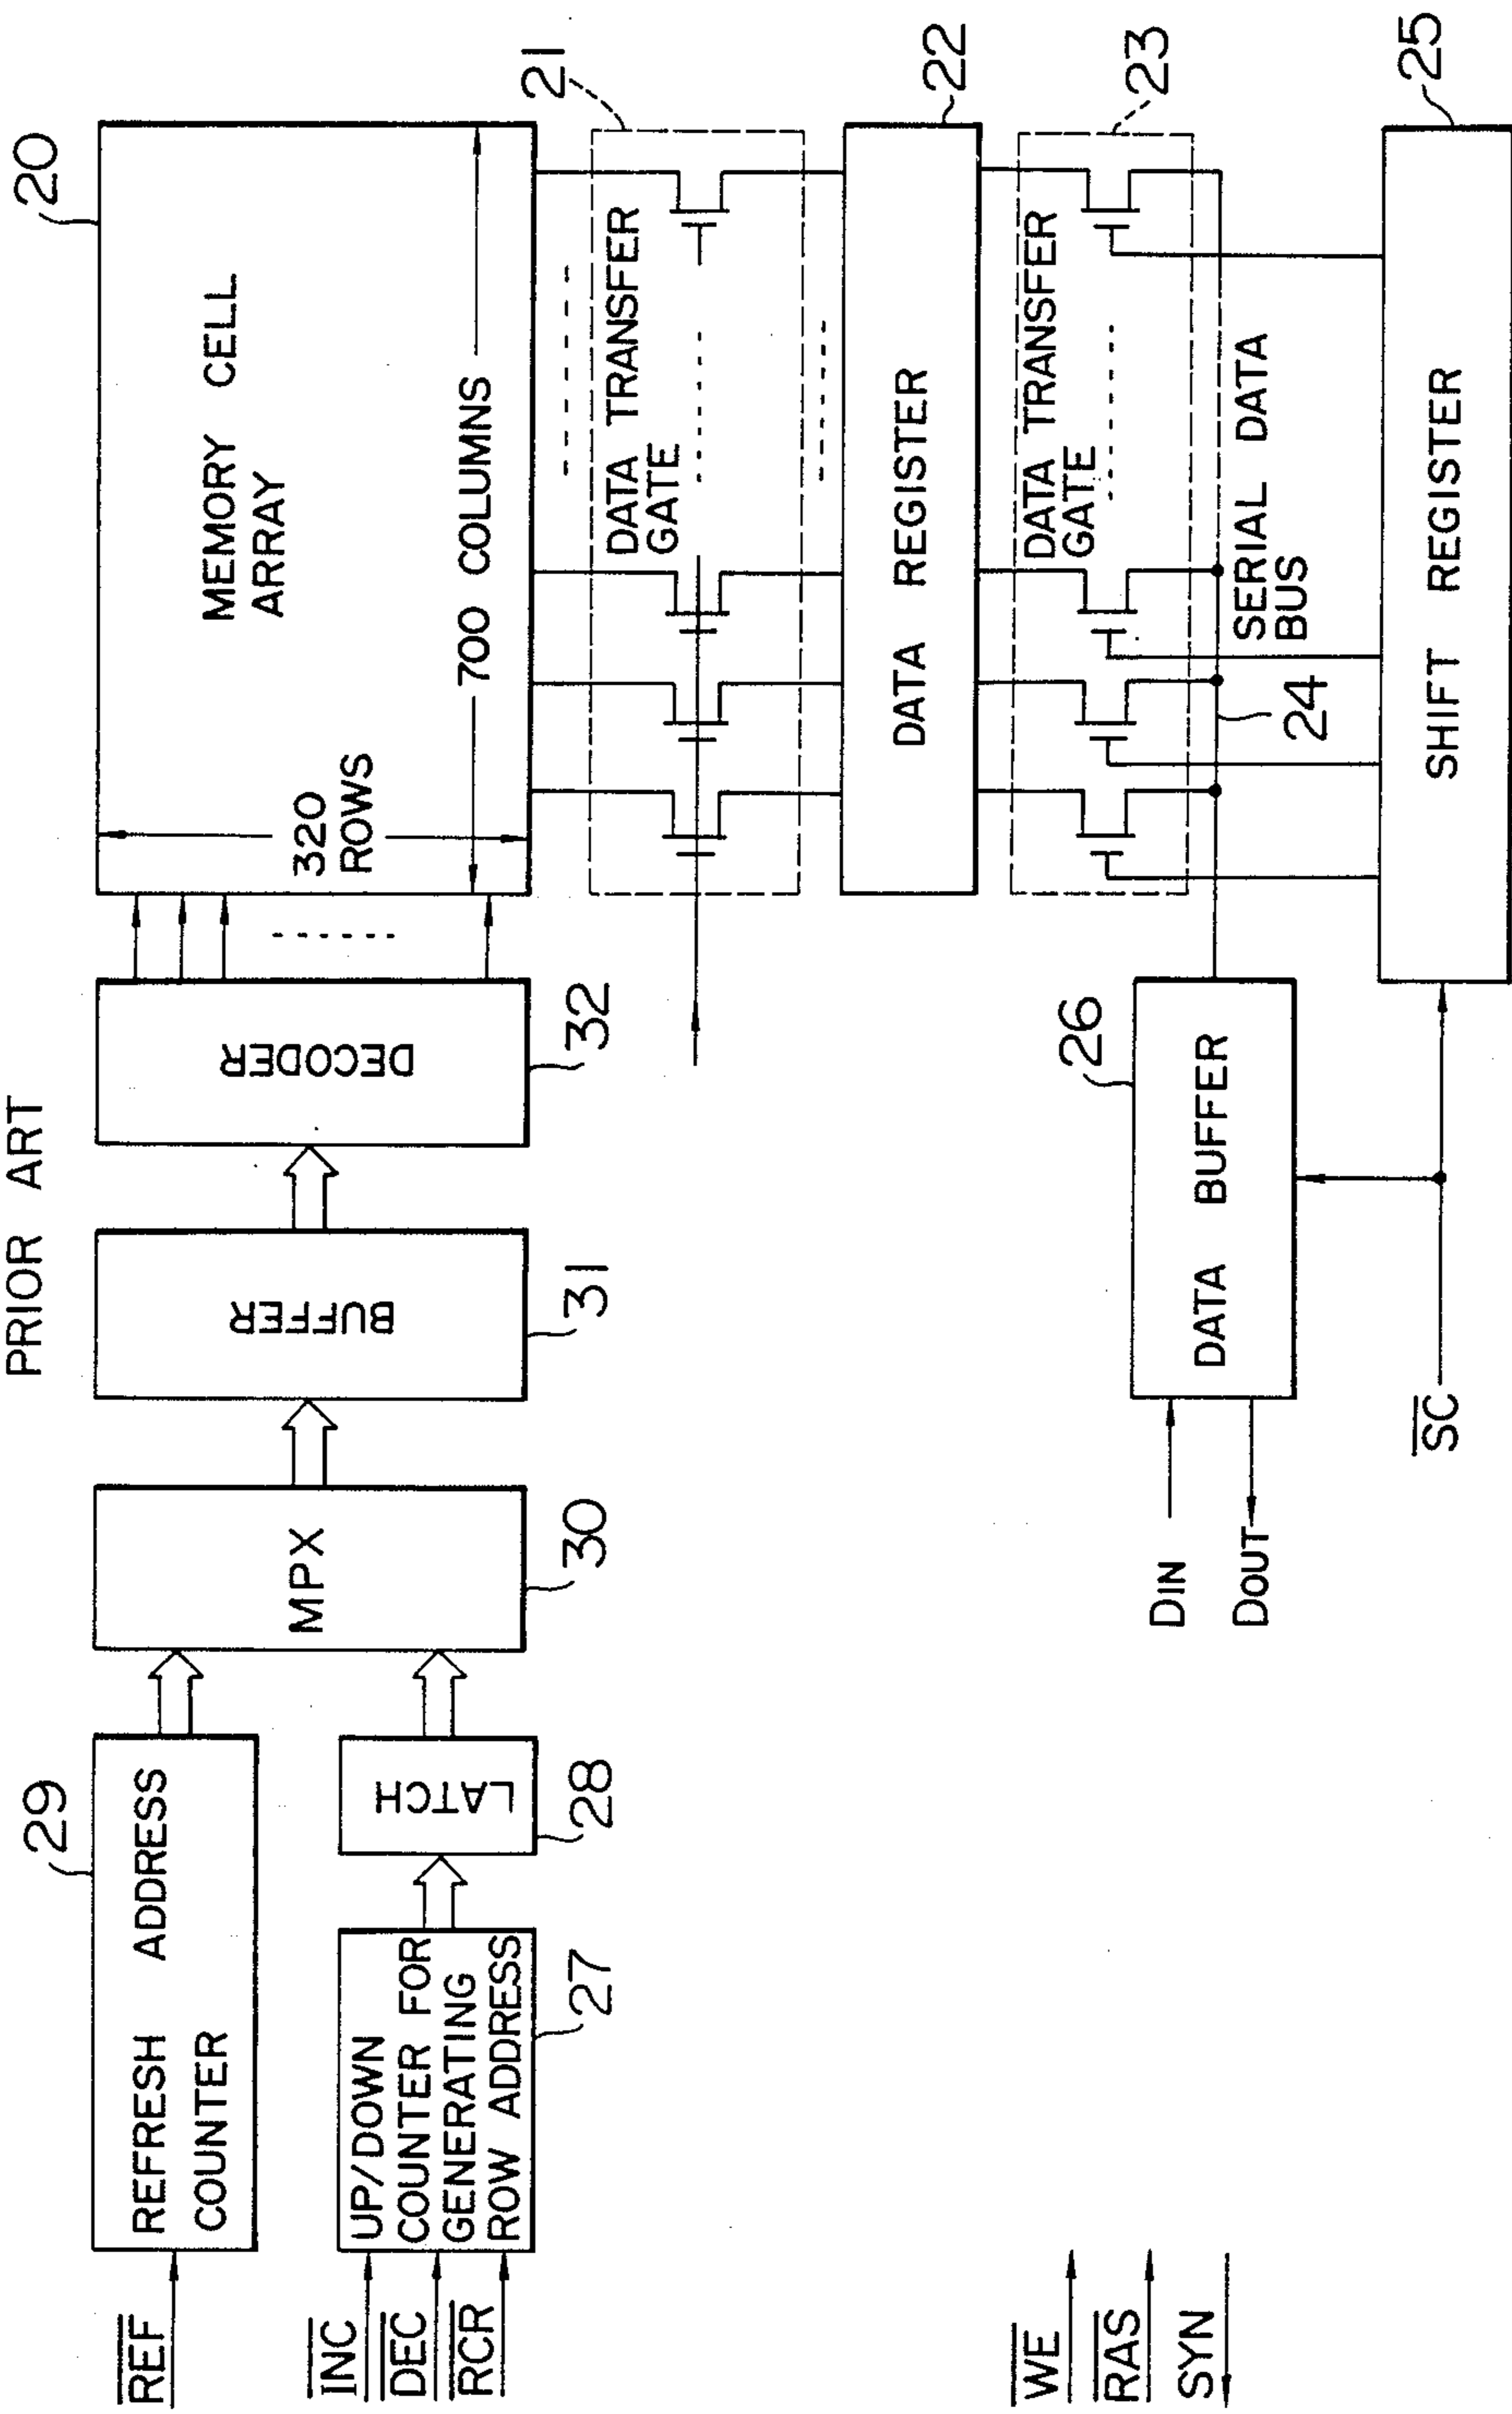 PRIOR ART
20
MEMORY CELL
ARRAY
320
ROWS
700 COLUMNS
DECODER
32
BUFFER
31
MPX
30
29
REFRESH ADDRESS
COUNTER
REF
LATCH
28
UP/DOWN
COUNTER FOR
GENERATING
ROW ADDRESS
27
INC
DEC
RCR
21
DATA TRANSFER
GATE
22
DATA REGISTER
23
DATA TRANSFER
GATE
SERIAL DATA
BUS
24
25
SHIFT REGISTER
26
DATA BUFFER
DIN
DOUT
SC
WE
RAS
SYN